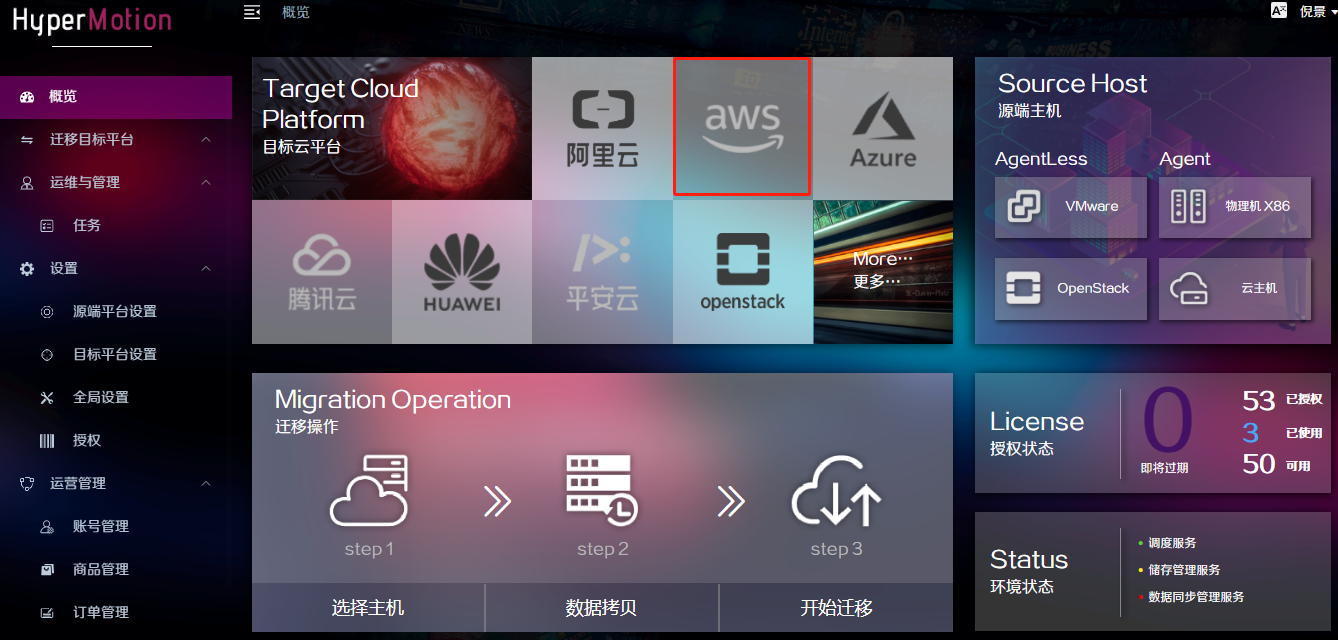 HyperMotion
概览
倪景
概览
迁移目标平台
运维与管理
任务
设置
源端平台设置
目标平台设置
全局设置
授权
运营管理
账号管理
商品管理
订单管理
Target Cloud
Platform
目标云平台
阿里云
aws
Azure
腾讯云
HUAWEI
平安云
openstack
More…
更多…
Source Host
源端主机
AgentLess
Agent
VMware
物理机 X86
OpenStack
云主机
Migration Operation
迁移操作
step 1
step 2
step 3
选择主机
数据拷贝
开始迁移
License
授权状态
0
即将过期
53 已授权
3 已使用
50 可用
Status
环境状态
调度服务
储存管理服务
数据同步管理服务